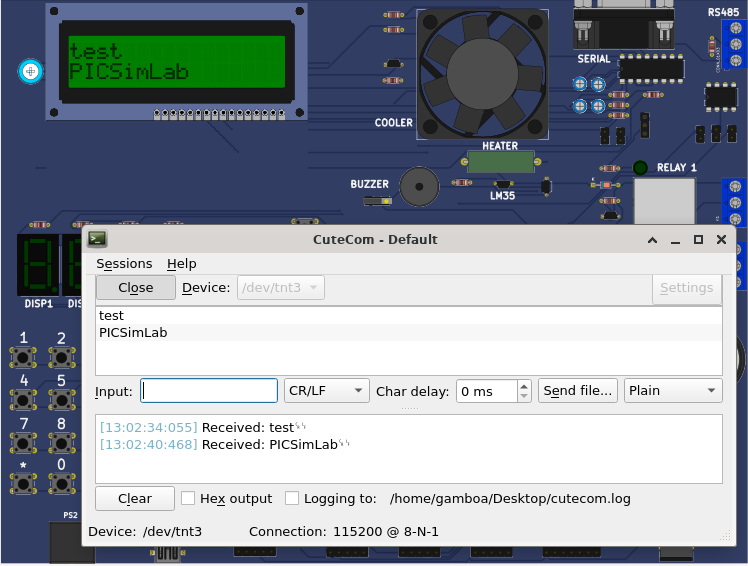 test
PICSimLab
COOLER
SERIAL
RS485
HEATER
BUZZER
LM35
RELAY 1
DISP1
DIS
1 2
4 5
7 8
* 0
PS2
CuteCom - Default
Sessions Help
Close Device: /dev/tnt3 Settings
test
PICSimLab
Input: CR/LF Char delay: 0 ms Send file... Plain
[13:02:34:055] Received: test
[13:02:40:468] Received: PICSimLab
Clear Hex output Logging to: /home/gamboa/Desktop/cutecom.log
Device: /dev/tnt3 Connection: 115200 @ 8-N-1